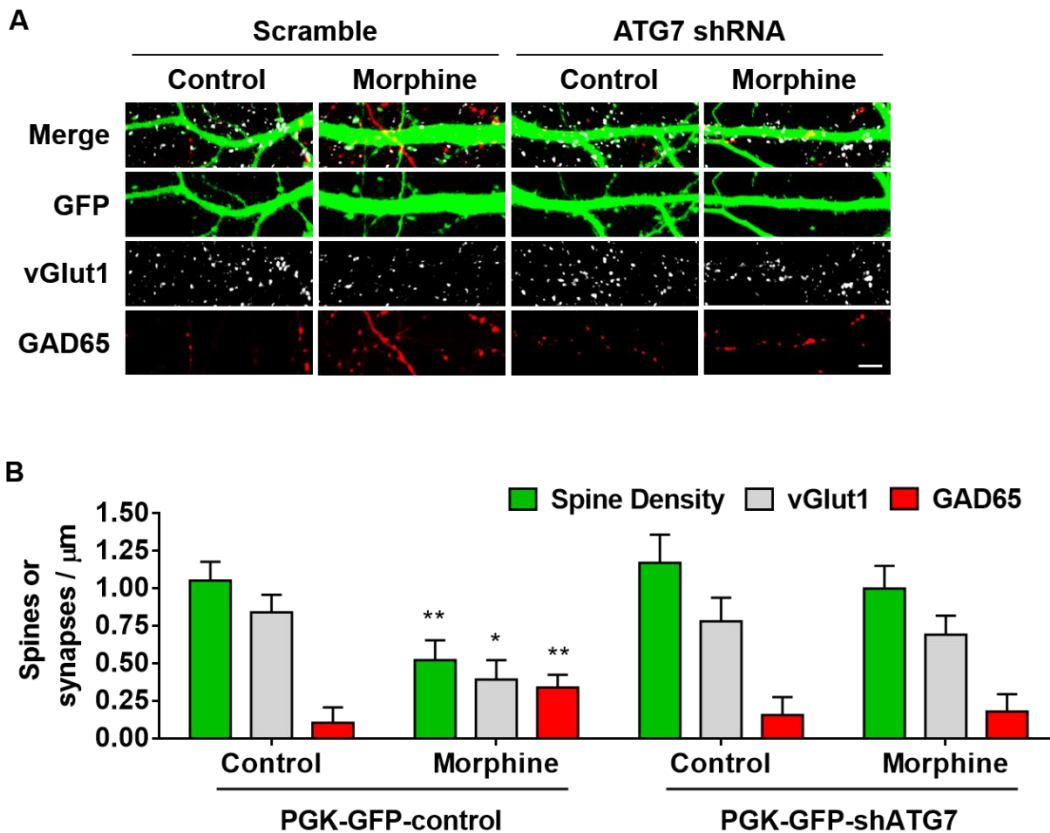 A
Scramble ATG7 shRNA
Control Morphine Control Morphine
Merge
GFP
vGlut1
GAD65
B
Spine Density vGlut1 GAD65
Spines or
synapses / μm
1.50
1.25
1.00
0.75
0.50
0.25
0.00
** * **
Control Morphine Control Morphine
PGK-GFP-control PGK-GFP-shATG7